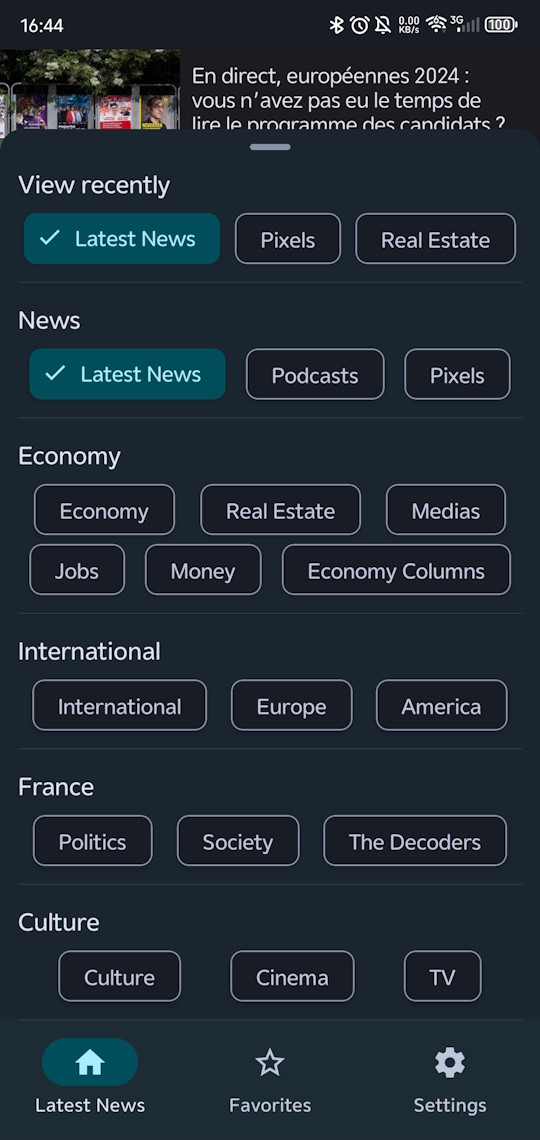 16:44
0.00
KB/s
3G
100
En direct, européennes 2024 :
vous n’avez pas eu le temps de
lire le programme des candidats ?
View recently
Latest News
Pixels
Real Estate
News
Latest News
Podcasts
Pixels
Economy
Economy
Real Estate
Medias
Jobs
Money
Economy Columns
International
International
Europe
America
France
Politics
Society
The Decoders
Culture
Culture
Cinema
TV
Latest News
Favorites
Settings